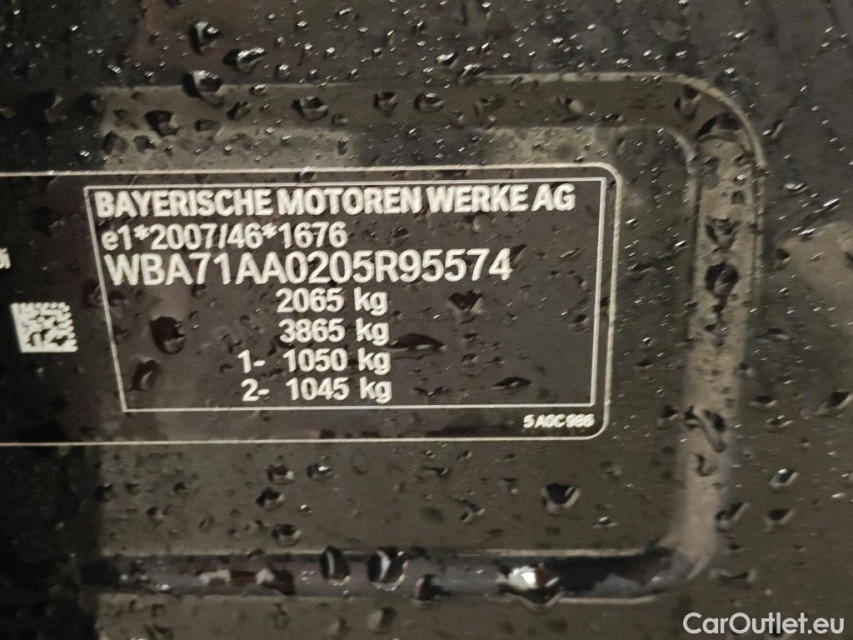 BAYERISCHE MOTOREN WERKE AG
e1*2007/46*1676
WBA71AA0205R95574
2065 kg
3865 kg
1- 1050 kg
2- 1045 kg
5A0C986
CarOutlet.eu